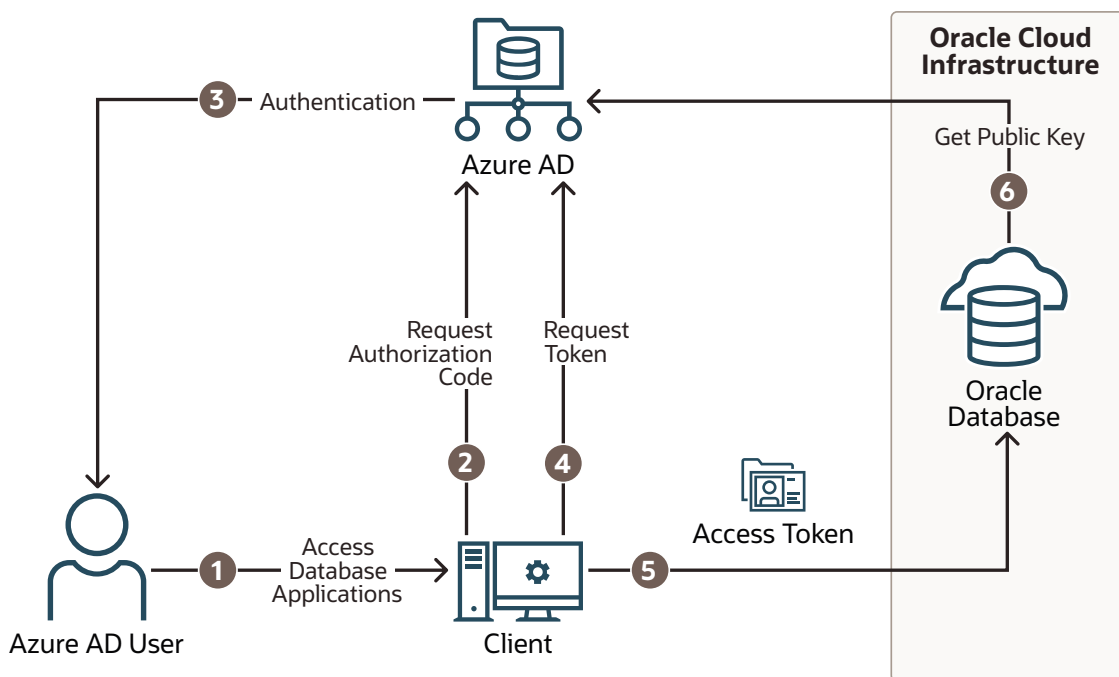 Oracle Cloud
Infrastructure
3
Authentication
Azure AD
Get Public Key
6
Request
Authorization
Code
Request
Token
Oracle
Database
2
4
Access Token
1
Access
Database
Applications
5
Azure AD User
Client